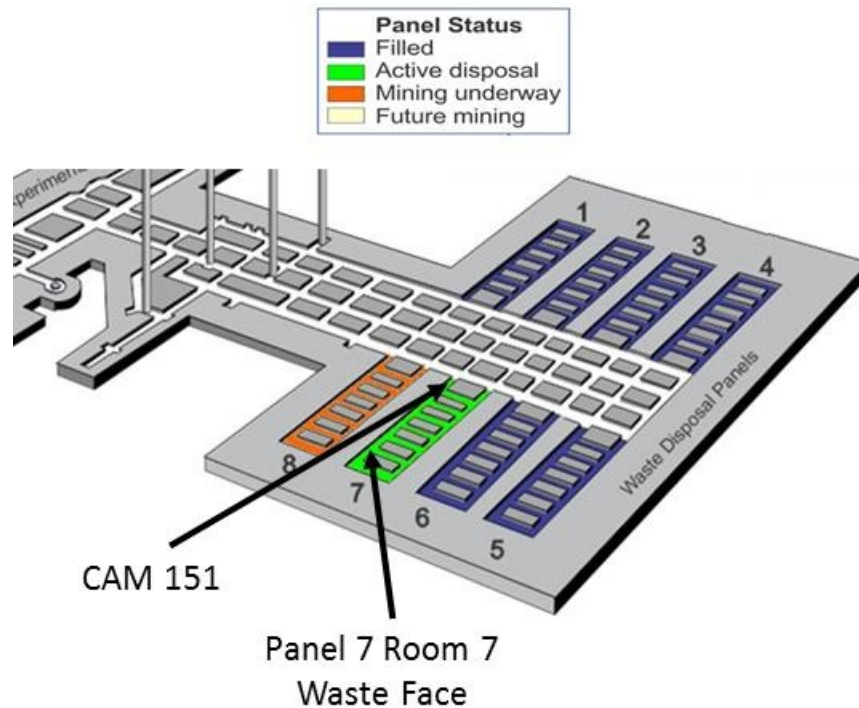 Panel Status
Filled
Active disposal
Mining underway
Future mining
1
2
3
4
8
7
6
5
Waste Disposal Panels
CAM 151
Panel 7 Room 7
Waste Face